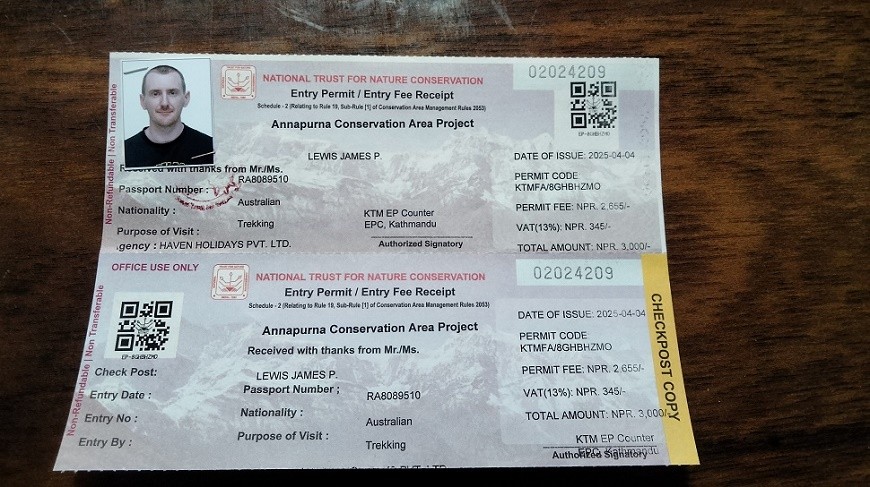 NATIONAL TRUST FOR NATURE CONSERVATION
02024209
Entry Permit / Entry Fee Receipt
Schedule - 2 (Relating to Rule 19, Sub-Rule [1] of Conservation Area Management Rules 2053)
Annapurna Conservation Area Project
EP-8GHBHZMO
Non-Refundable | Non Transferable
LEWIS JAMES P.
DATE OF ISSUE: 2025-04-04
Received with thanks from Mr./Ms.
Passport Number : RA8089510
PERMIT CODE
KTMFA/8GHBHZMO
Nationality : Australian
KTM EP Counter
EPC, Kathmandu
PERMIT FEE: NPR. 2,655/-
Purpose of Visit : Trekking
VAT(13%): NPR. 345/-
gency : HAVEN HOLIDAYS PVT. LTD.
Authorized Signatory
TOTAL AMOUNT: NPR. 3,000/-
OFFICE USE ONLY
NATIONAL TRUST FOR NATURE CONSERVATION
02024209
Entry Permit / Entry Fee Receipt
Schedule - 2 (Relating to Rule 19, Sub-Rule [1] of Conservation Area Management Rules 2053)
Annapurna Conservation Area Project
DATE OF ISSUE: 2025-04-04
Received with thanks from Mr./Ms.
PERMIT CODE
KTMFA/8GHBHZMO
EP-8GHBHZMO
Non-Refundable | Non Transferable
Check Post:
LEWIS JAMES P.
PERMIT FEE: NPR. 2,655/-
Entry Date :
Passport Number ; RA8089510
VAT(13%): NPR. 345/-
Entry No :
Nationality : Australian
TOTAL AMOUNT: NPR. 3,000/-
Entry By :
Purpose of Visit : Trekking
KTM EP Counter
EPC, Kathmandu
Authorized Signatory
CHECKPOST COPY